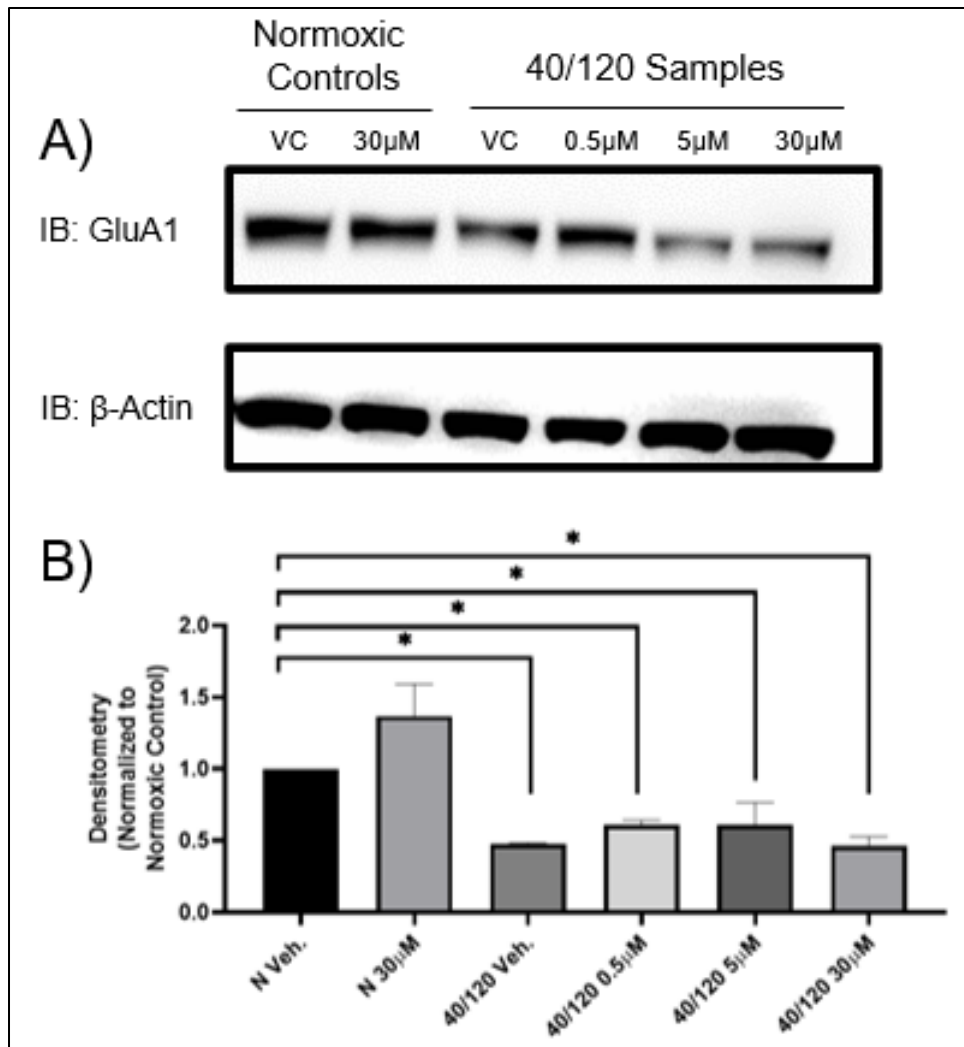 Normoxic
Controls
40/120 Samples
A)
VC 30µM VC 0.5µM 5µM 30µM
IB: GluA1
IB: β-Actin
B)
*
*
*
*
Densitometry
(Normalized to
Normoxic Control)
2.0
1.5
1.0
0.5
0.0
N Veh.
N 30µM
40/120 Veh.
40/120 0.5µM
40/120 5µM
40/120 30µM